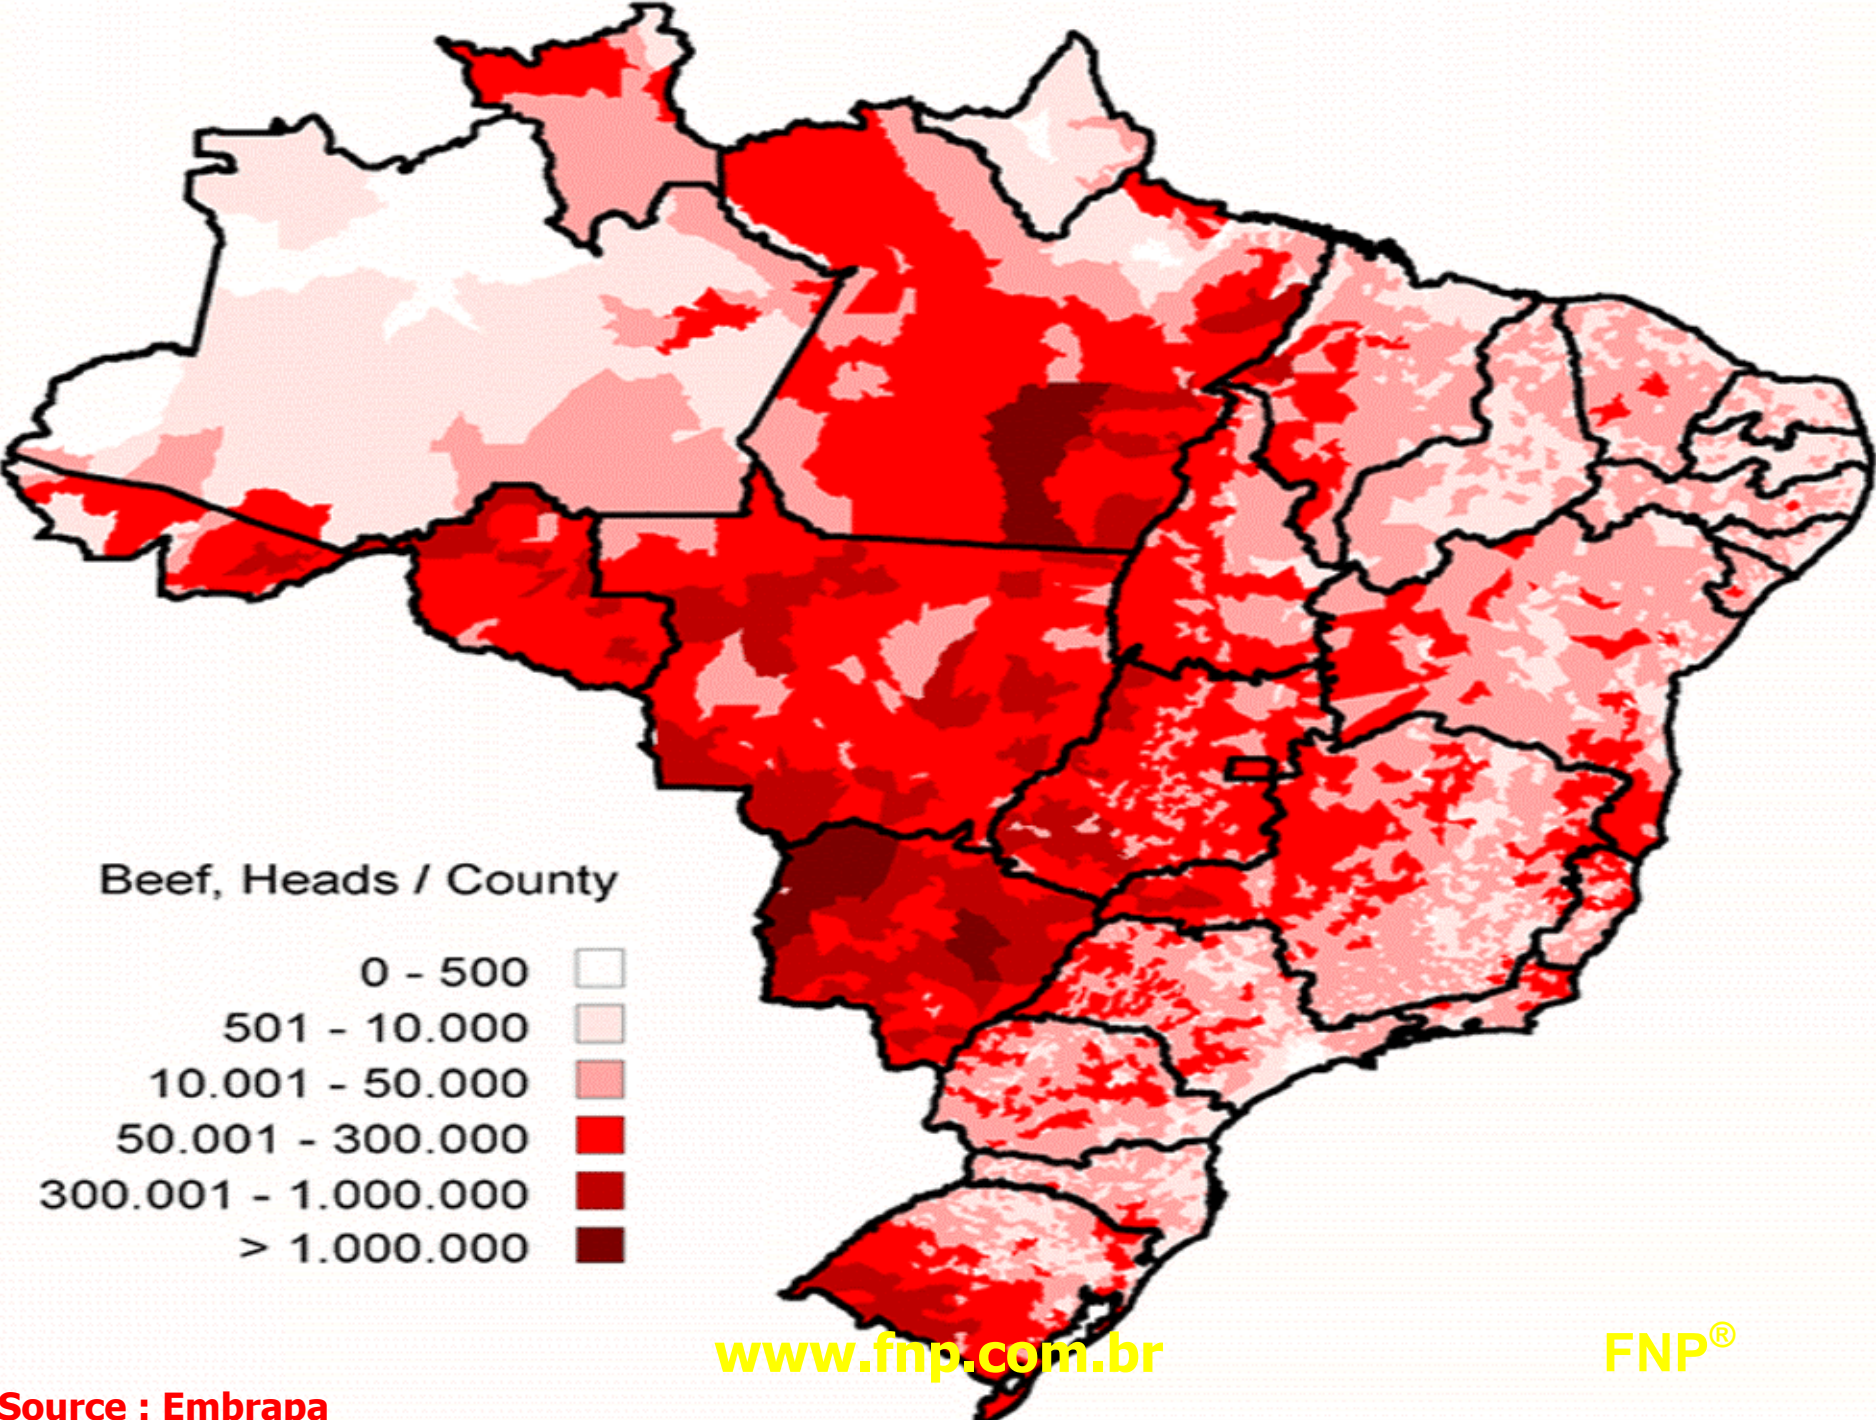 Beef, Heads / County
0 - 500
501 - 10.000
10.001 - 50.000
50.001 - 300.000
300.001 - 1.000.000
> 1.000.000
www.fnp.com.br
FNP®
Source : Embrapa